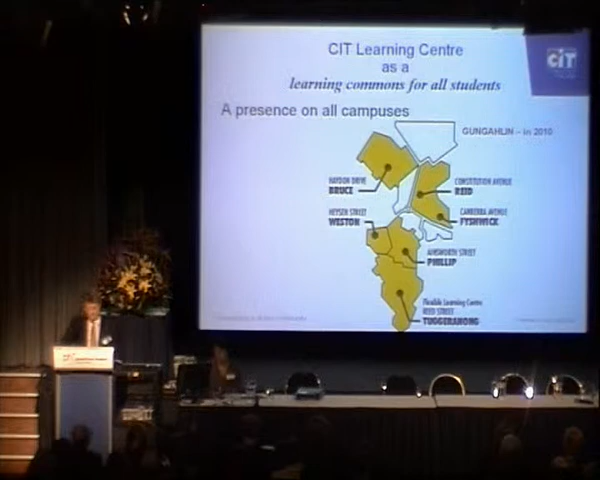 CIT Learning Centre
as a
learning commons for all students
CIT
A presence on all campuses
GUNGAHLIN – in 2010
HAYDON DRIVE
BRUCE
CONSTITUTION AVENUE
REID
HEYSEN STREET
WESTON
CANBERRA AVENUE
FYSHWICK
AINSWORTH STREET
PHILLIP
Flexible Learning Centre
REED STREET
TUGGERANONG